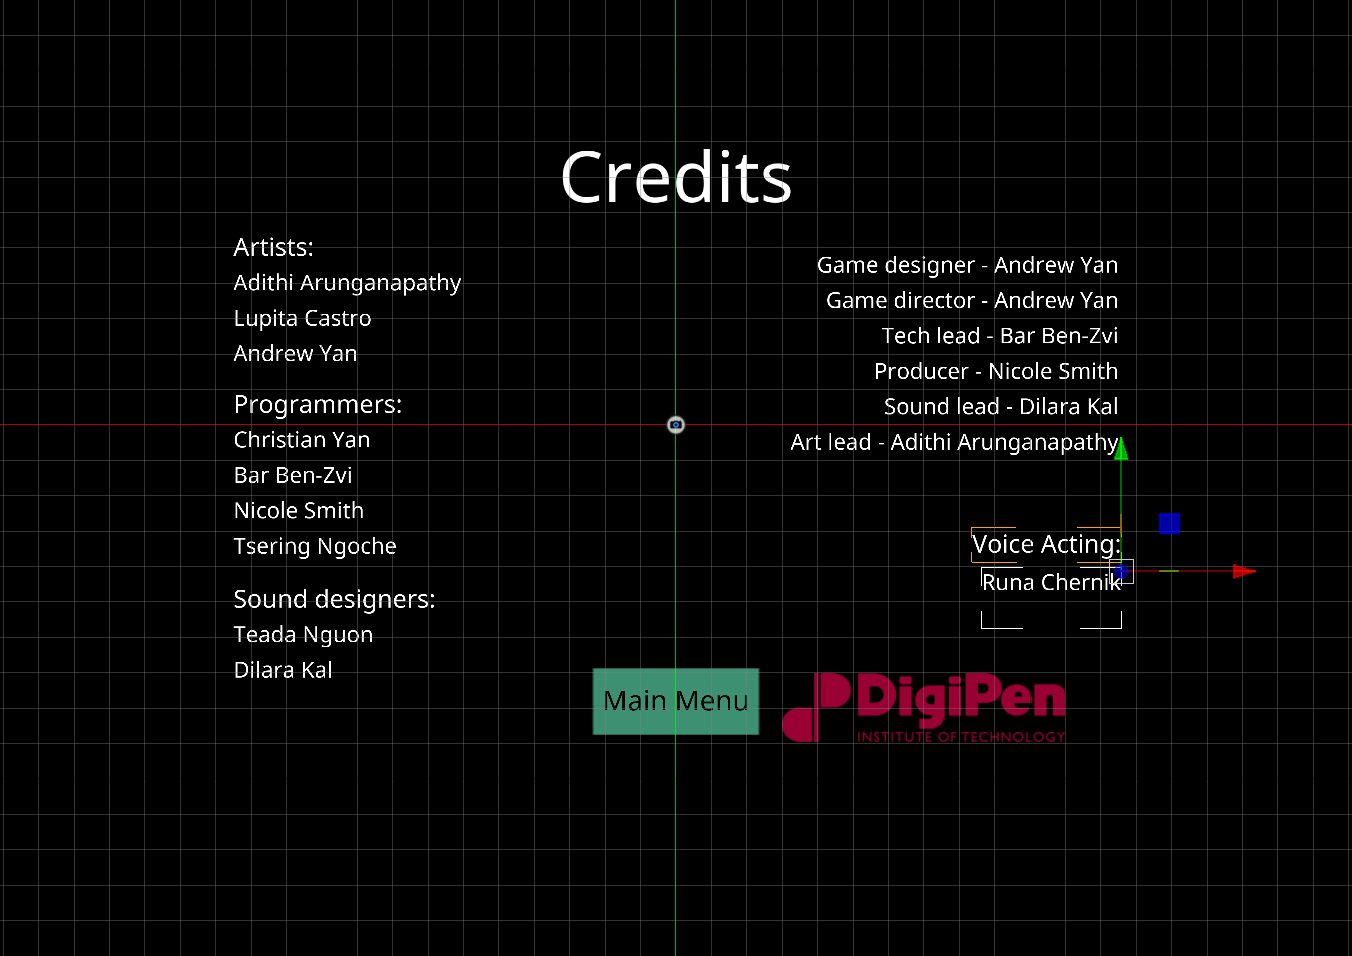 Credits
Artists:
Adithi Arunganapathy
Lupita Castro
Andrew Yan
Programmers:
Christian Yan
Bar Ben-Zvi
Nicole Smith
Tsering Ngoche
Sound designers:
Teada Nguon
Dilara Kal
Game designer - Andrew Yan
Game director - Andrew Yan
Tech lead - Bar Ben-Zvi
Producer - Nicole Smith
Sound lead - Dilara Kal
Art lead - Adithi Arunganapathy
Voice Acting:
Runa Chernik
Main Menu
DigiPen
INSTITUTE OF TECHNOLOGY